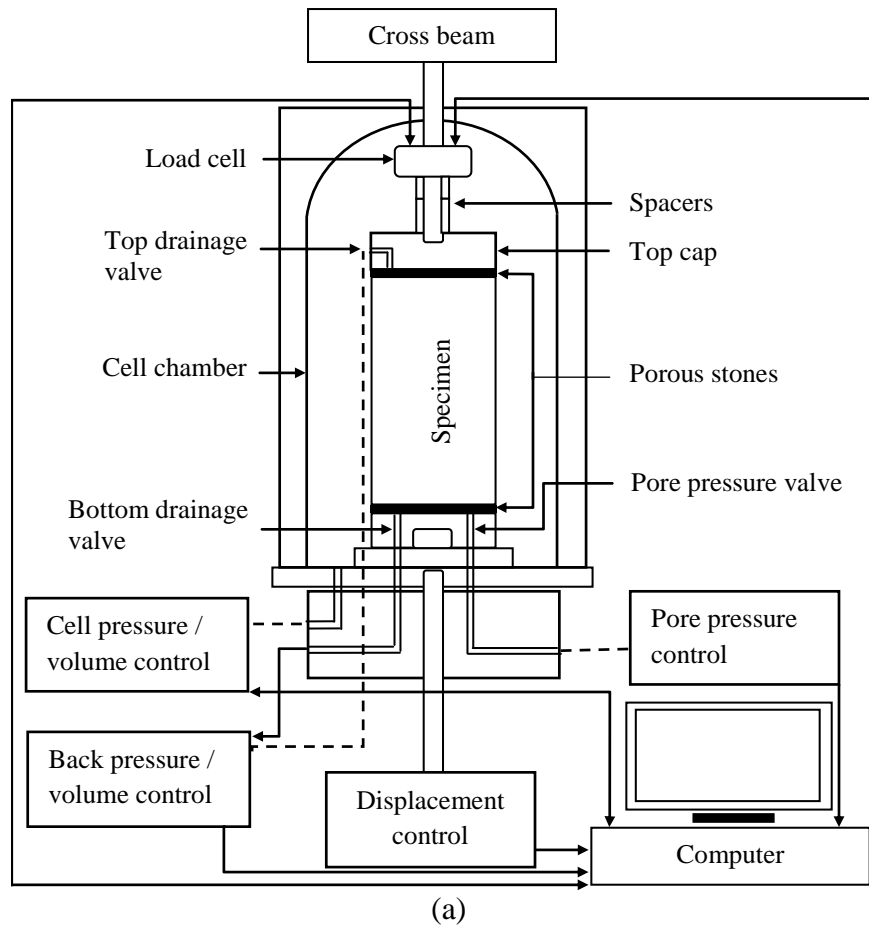 Cross beam
Load cell
Spacers
Top drainage
valve
Top cap
Cell chamber
Specimen
Porous stones
Bottom drainage
valve
Pore pressure valve
Cell pressure /
volume control
Pore pressure
control
Back pressure /
volume control
Displacement
control
Computer
(a)